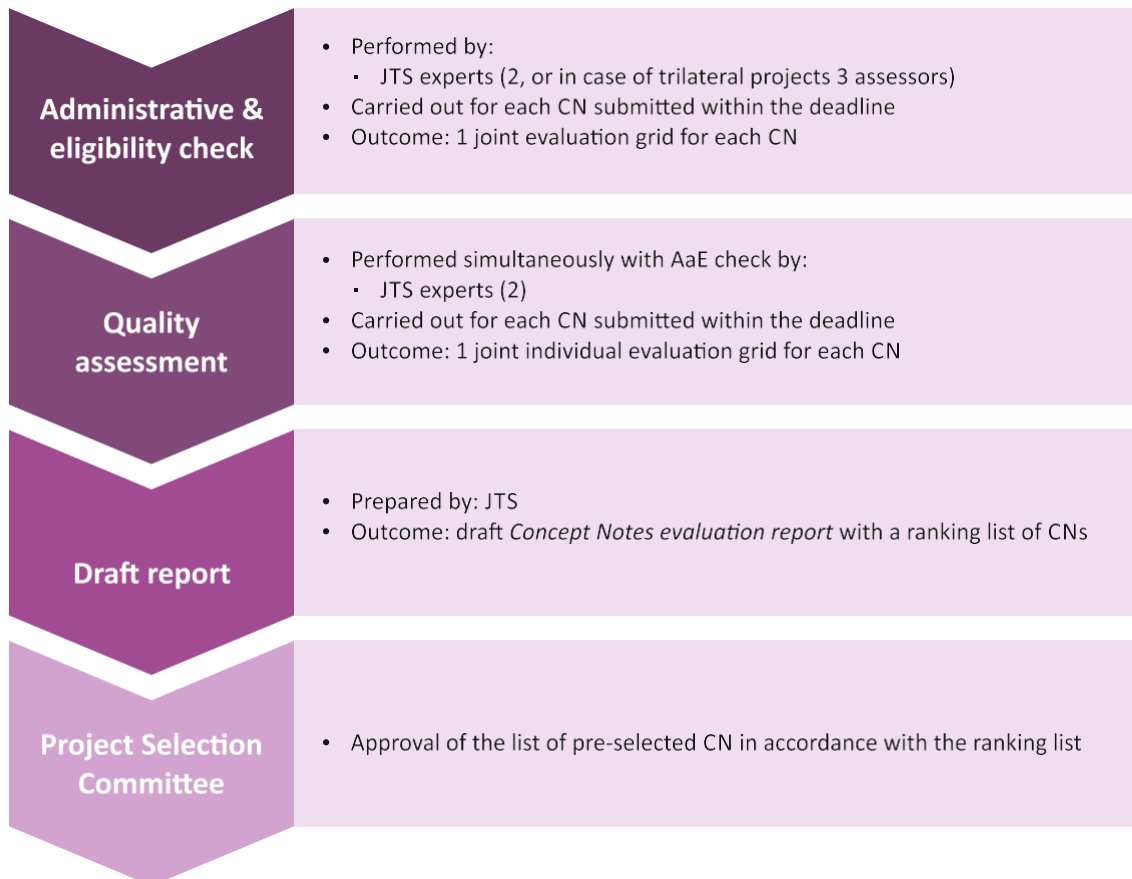 Administrative &
eligibility check
• Performed by:
▪ JTS experts (2, or in case of trilateral projects 3 assessors)
• Carried out for each CN submitted within the deadline
• Outcome: 1 joint evaluation grid for each CN
Quality
assessment
• Performed simultaneously with AaE check by:
▪ JTS experts (2)
• Carried out for each CN submitted within the deadline
• Outcome: 1 joint individual evaluation grid for each CN
Draft report
• Prepared by: JTS
• Outcome: draft Concept Notes evaluation report with a ranking list of CNs
Project Selection
Committee
• Approval of the list of pre-selected CN in accordance with the ranking list